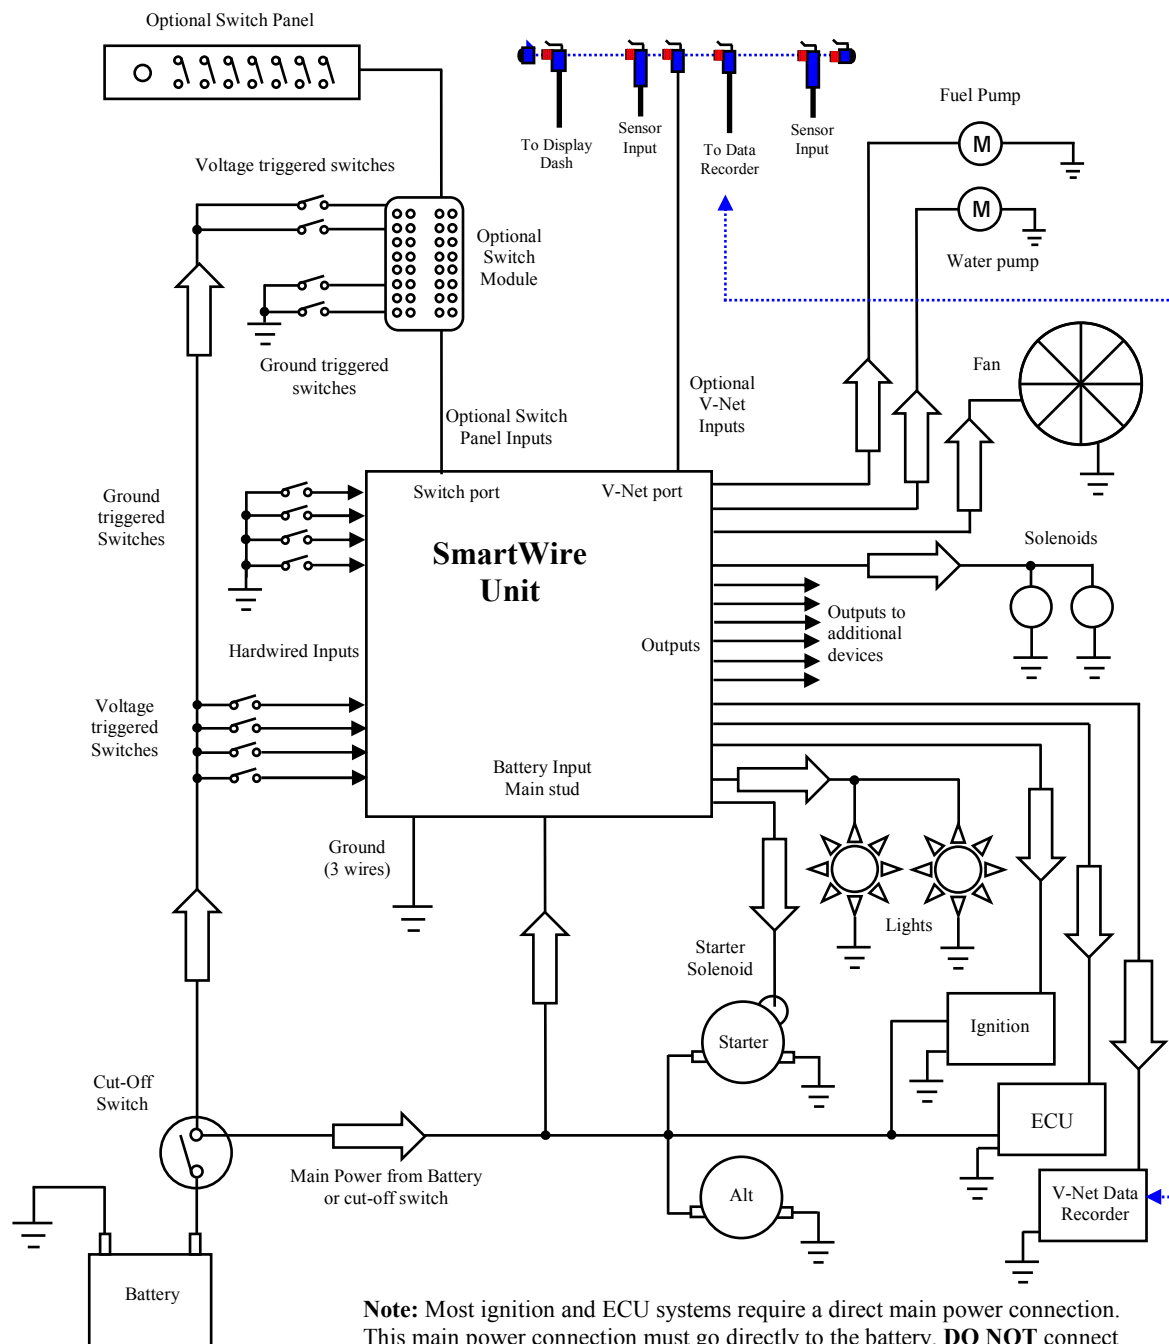 Optional Switch Panel
To Display
Dash
Sensor
Input
To Data
Recorder
Sensor
Input
Fuel Pump
M
Voltage triggered switches
M
Water pump
Optional
Switch
Module
Ground triggered
switches
Fan
Optional
V-Net
Inputs
Optional Switch
Panel Inputs
Ground
triggered
Switches
Switch port
V-Net port
SmartWire
Unit
Solenoids
Outputs to
additional
devices
Hardwired Inputs
Outputs
Voltage
triggered
Switches
Battery Input
Main stud
Ground
(3 wires)
Lights
Starter
Solenoid
Starter
Ignition
Cut-Off
Switch
ECU
Main Power from Battery
or cut-off switch
Alt
V-Net Data
Recorder
Battery
Note: Most ignition and ECU systems require a direct main power connection.
This main power connection must go directly to the battery. DO NOT connect